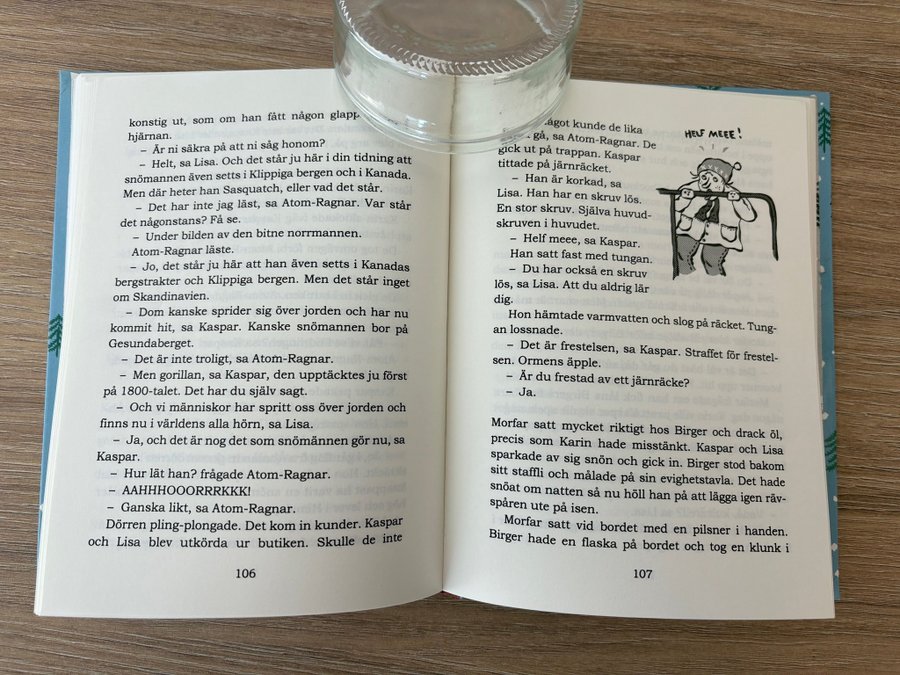 konstig ut, som om han fått någon glapp
hjärnan.
– Är ni säkra på att ni såg honom?
– Helt, sa Lisa. Och det står ju här i din tidning att
snömännen även setts i Klippiga bergen och i Kanada.
Men där heter han Sasquatch, eller vad det står.
– Det har inte jag läst, sa Atom-Ragnar. Var står
det någonstans? Få se.
– Under bilden av den bitne norrmannen.
Atom-Ragnar läste.
– Jo, det står ju här att han även setts i Kanadas
bergstrakter och Klippiga bergen. Men det står inget
om Skandinavien.
– Dom kanske sprider sig över jorden och har nu
kommit hit, sa Kaspar. Kanske snömannen bor på
Gesundaberget.
– Det är inte troligt, sa Atom-Ragnar.
– Men gorillan, sa Kaspar, den upptäcktes ju först
på 1800-talet. Det har du själv sagt.
– Och vi människor har spritt oss över jorden och
finns nu i världens alla hörn, sa Lisa.
– Ja, och det är nog det som snömännen gör nu, sa
Kaspar.
– Hur lät han? frågade Atom-Ragnar.
– AAHHHOOORRRKKK!
– Ganska likt, sa Atom-Ragnar.
Dörren pling-plongade. Det kom in kunder. Kaspar
och Lisa blev utkörda ur butiken. Skulle de inte
106
något kunde de lika
gå, sa Atom-Ragnar. De
gick ut på trappan. Kaspar
tittade på järnräcket.
– Han är korkad, sa
Lisa. Han har en skruv lös.
En stor skruv. Själva huvud-
skruven i huvudet.
– Helf meee, sa Kaspar.
Han satt fast med tungan.
– Du har också en skruv
lös, sa Lisa. Att du aldrig lär
dig.
HELF MEEE!
Hon hämtade varmvatten och slog på räcket. Tung-
an lossnade.
– Det är frestelsen, sa Kaspar. Straffet för frestel-
sen. Ormens äpple.
– Är du frestad av ett järnräcke?
– Ja.
Morfar satt mycket riktigt hos Birger och drack öl,
precis som Karin hade misstänkt. Kaspar och Lisa
sparkade av sig snön och gick in. Birger stod bakom
sitt staffli och målade på sin evighetstavla. Det hade
snöat om natten så nu höll han på att lägga igen räv-
spåren ute på isen.
Morfar satt vid bordet med en pilsner i handen.
Birger hade en flaska på bordet och tog en klunk i
107